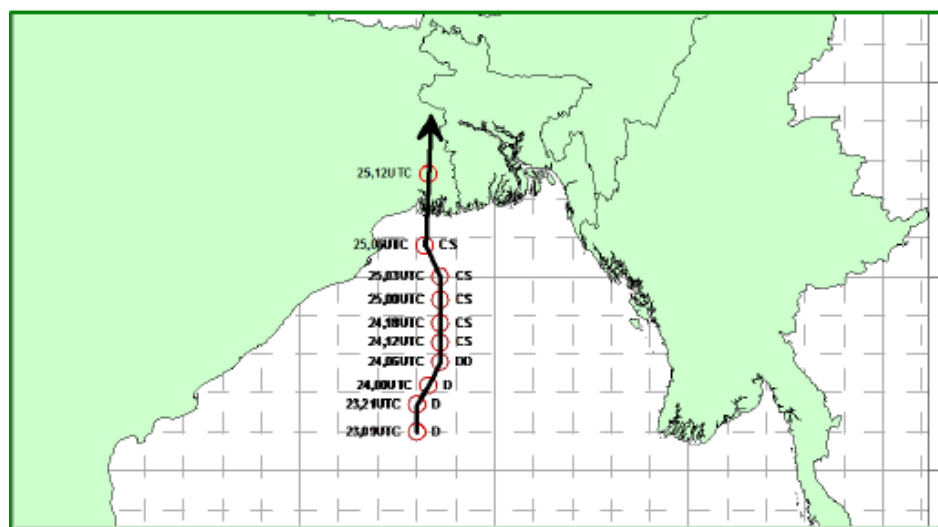 25,12UTC
25,06UTC CS
25,03UTC CS
25,00UTC CS
24,18UTC CS
24,12UTC CS
24,06UTC DD
24,00UTC D
23,21UTC D
23,09UTC D